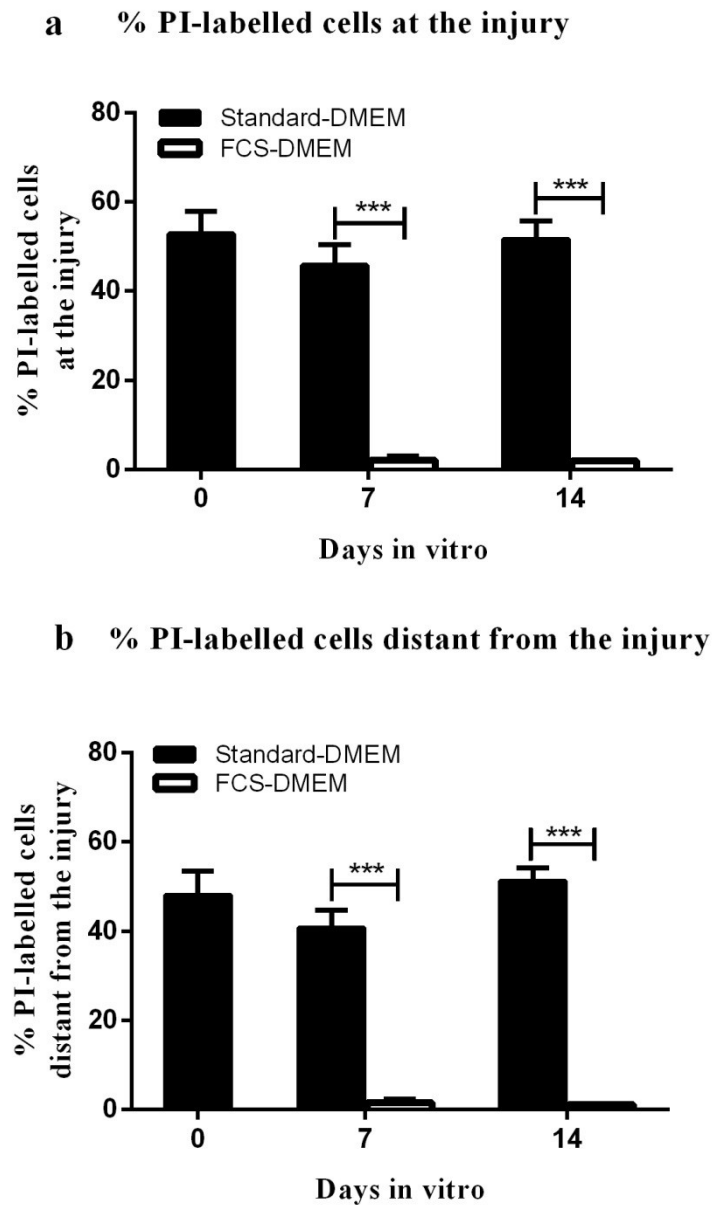 a % PI-labelled cells at the injury
80
60
40
20
0
% PI-labelled cells
at the injury
Standard-DMEM
FCS-DMEM
***
***
0 7 14
Days in vitro
b % PI-labelled cells distant from the injury
80
60
40
20
0
% PI-labelled cells
distant from the injury
Standard-DMEM
FCS-DMEM
***
***
0 7 14
Days in vitro